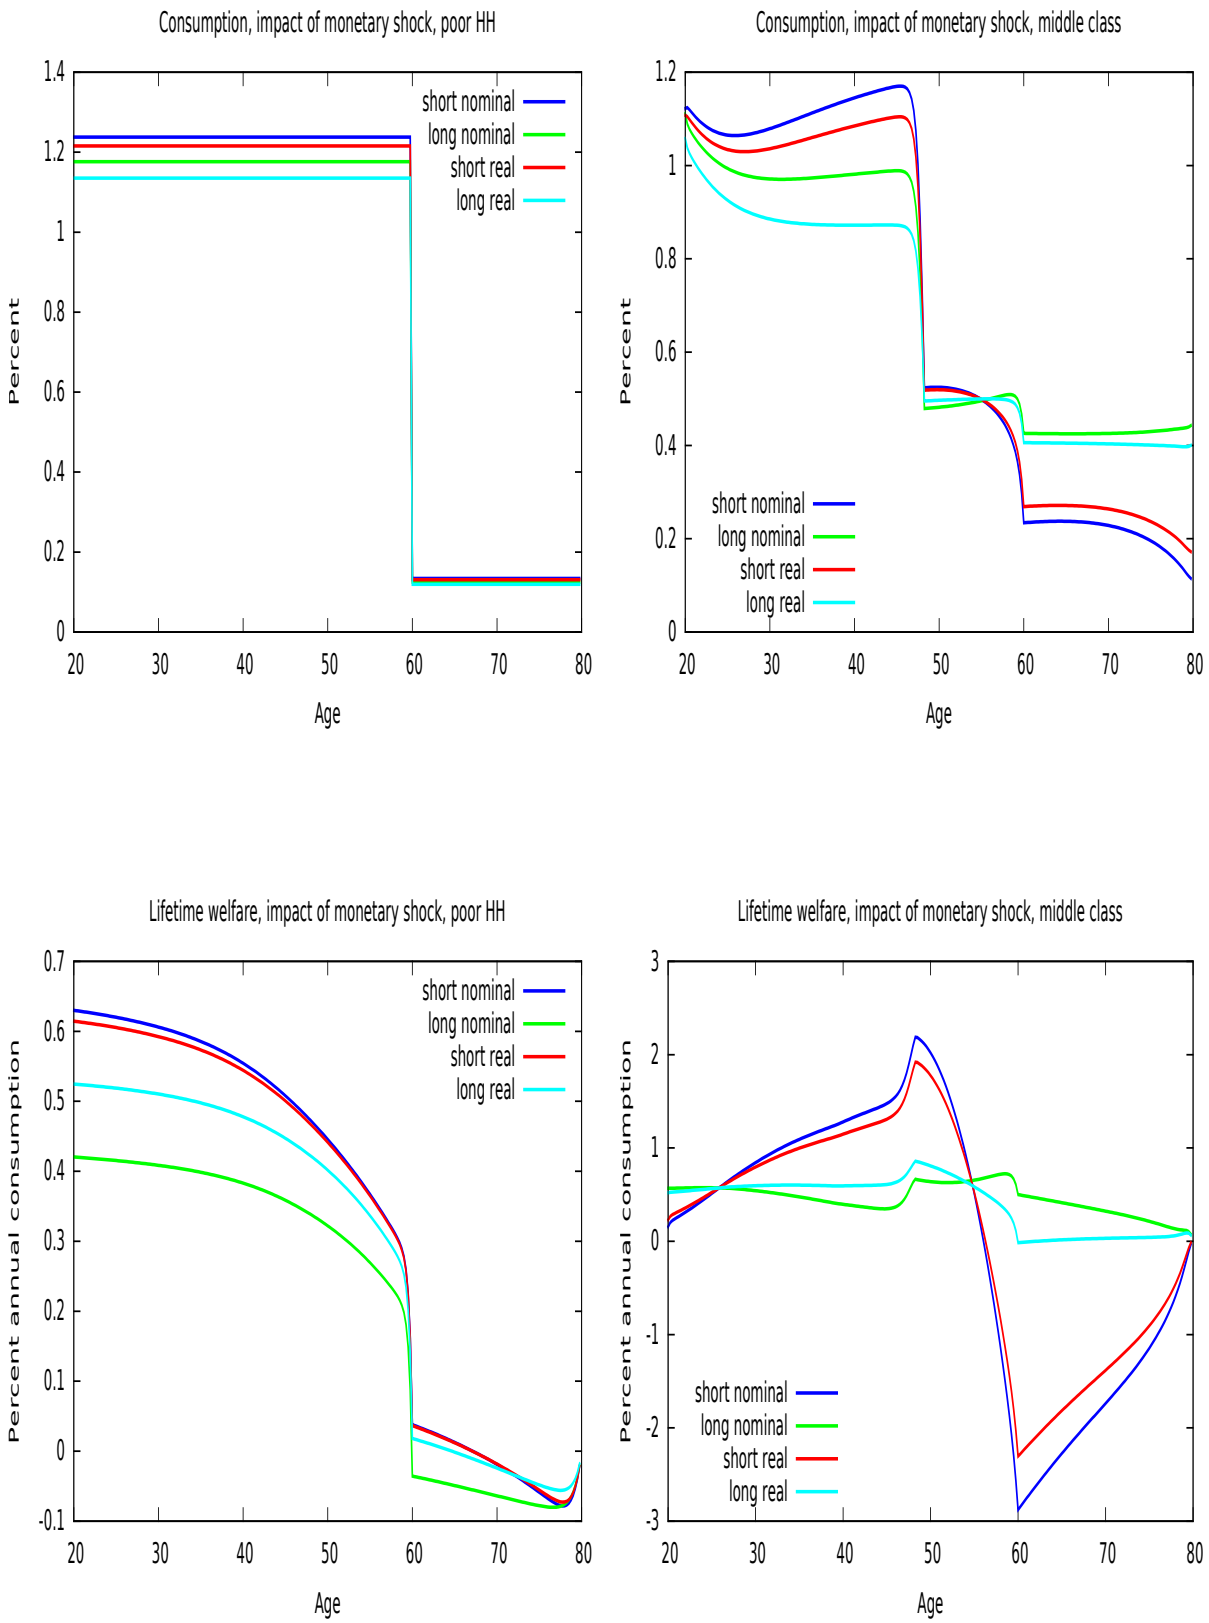 Consumption, impact of monetary shock, poor HH
1.4
1.2
1
0.8
0.6
0.4
0.2
0
Percent
short nominal
long nominal
short real
long real
20 30 40 50 60 70 80
Age
Consumption, impact of monetary shock, middle class
1.2
1
0.8
0.6
0.4
0.2
0
Percent
short nominal
long nominal
short real
long real
20 30 40 50 60 70 80
Age
Lifetime welfare, impact of monetary shock, poor HH
0.7
0.6
0.5
0.4
0.3
0.2
0.1
0
-0.1
Percent annual consumption
short nominal
long nominal
short real
long real
20 30 40 50 60 70 80
Age
Lifetime welfare, impact of monetary shock, middle class
3
2
1
0
-1
-2
-3
Percent annual consumption
short nominal
long nominal
short real
long real
20 30 40 50 60 70 80
Age